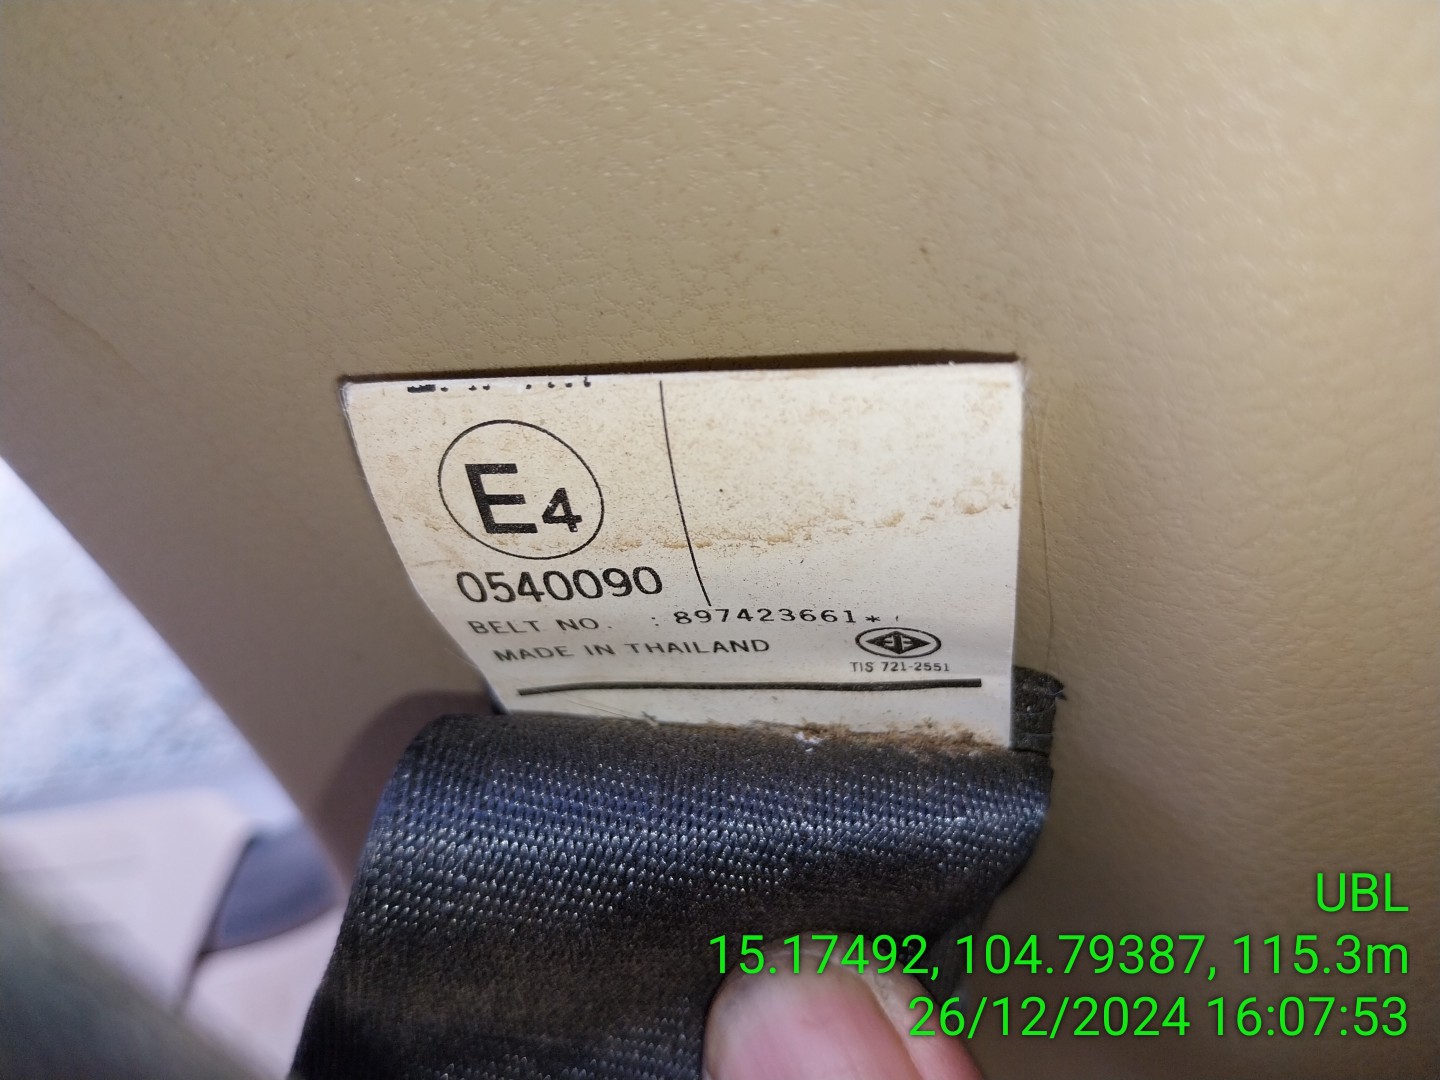 E4
0540090
BELT NO. : 897423661*
MADE IN THAILAND
TIS 721-2551
UBL
15.17492, 104.79387, 115.3m
26/12/2024 16:07:53